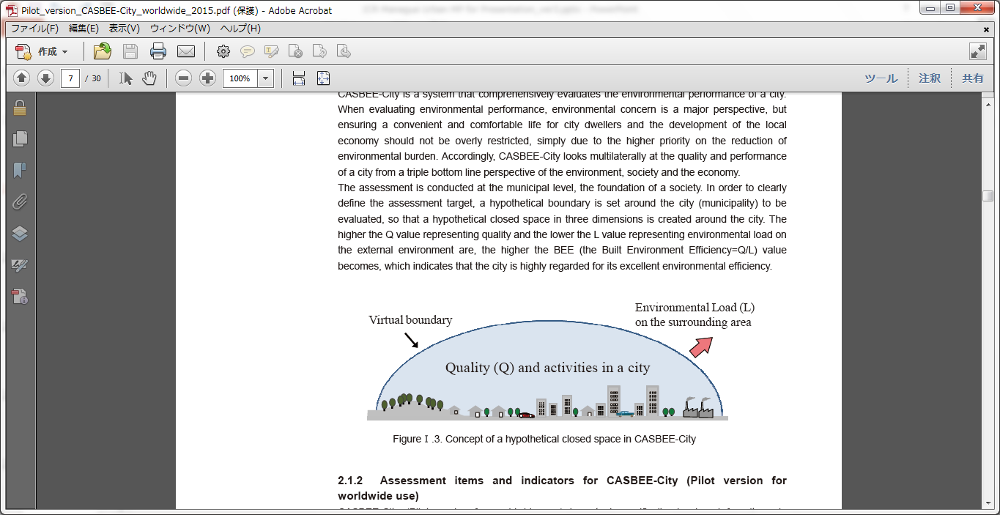 Pilot_version_CASBEE-City_worldwide_2015.pdf (保護) - Adobe Acrobat
ファイル(F) 編集(E) 表示(V) ウィンドウ(W) ヘルプ(H)
作成
7 / 30 100% ツール 注釈 共有
CASBEE-City is a system that comprehensively evaluates the environmental performance of a city.
When evaluating environmental performance, environmental concern is a major perspective, but
ensuring a convenient and comfortable life for city dwellers and the development of the local
economy should not be overly restricted, simply due to the higher priority on the reduction of
environmental burden. Accordingly, CASBEE-City looks multilaterally at the quality and performance
of a city from a triple bottom line perspective of the environment, society and the economy.
The assessment is conducted at the municipal level, the foundation of a society. In order to clearly
define the assessment target, a hypothetical boundary is set around the city (municipality) to be
evaluated, so that a hypothetical closed space in three dimensions is created around the city. The
higher the Q value representing quality and the lower the L value representing environmental load on
the external environment are, the higher the BEE (the Built Environment Efficiency=Q/L) value
becomes, which indicates that the city is highly regarded for its excellent environmental efficiency.
Virtual boundary
Environmental Load (L)
on the surrounding area
Quality (Q) and activities in a city
Figure Ⅰ.3. Concept of a hypothetical closed space in CASBEE-City
2.1.2 Assessment items and indicators for CASBEE-City (Pilot version for
worldwide use)